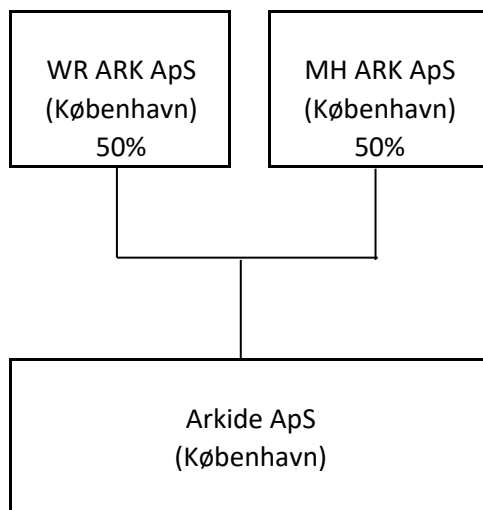 WR ARK ApS
(København)
50%
MH ARK ApS
(København)
50%
Arkide ApS
(København)